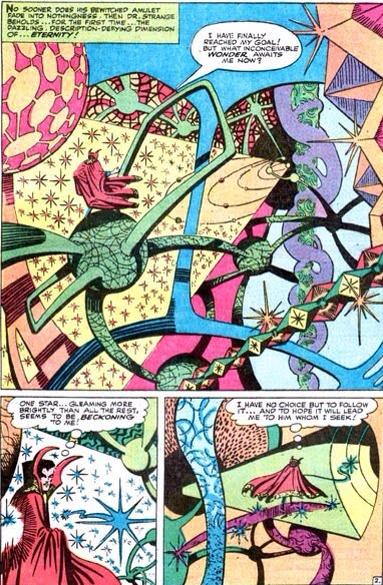 NO SOONER DOES HIS BEWITCHED AMULET
FADE INTO NOTHINGNESS, THEN DR. STRANGE
BEHOLDS... FOR THE FIRST TIME... THE
DAZZLING, DESCRIPTION-DEFYING DIMENSION
OF... ETERNITY!
I HAVE FINALLY
REACHED MY GOAL!
BUT WHAT INCONCEIVABLE
WONDER AWAITS
ME NOW?
ONE STAR... GLEAMING MORE
BRIGHTLY THAN ALL THE REST,
SEEMS TO BE BECKONING
TO ME!
I HAVE NO CHOICE BUT TO FOLLOW
IT... AND TO HOPE IT WILL LEAD
ME TO HIM WHOM I SEEK!